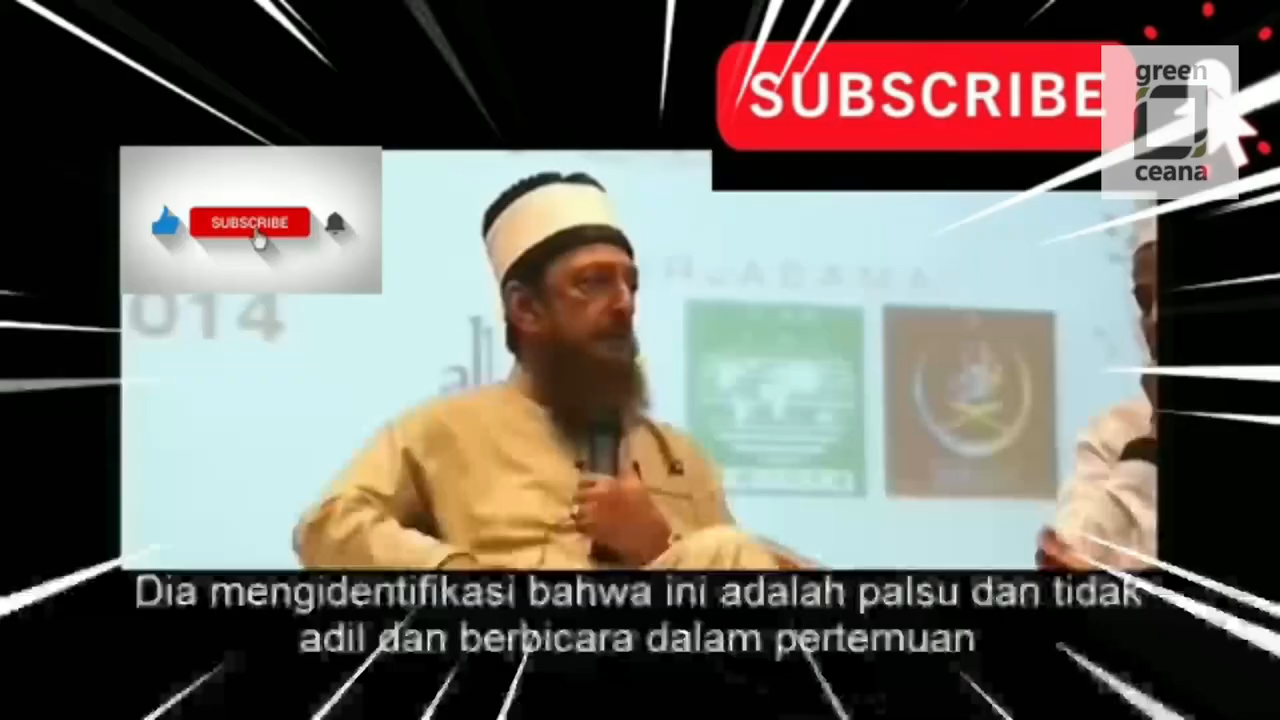 SUBSCRIBE
green
ceana
SUBSCRIBE
014
Dia mengidentifikasi bahwa ini adalah palsu dan tidak
adil dan berbicara dalam pertemuan